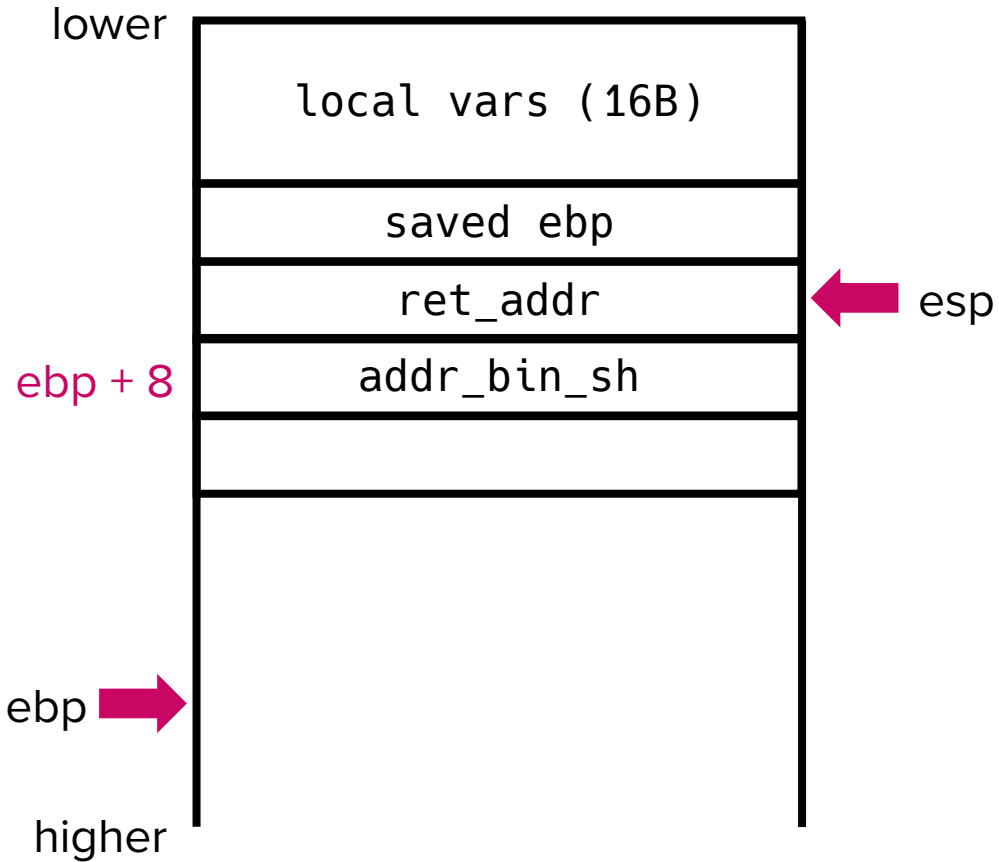 lower
local vars (16B)
saved ebp
ret_addr
esp
ebp + 8
addr_bin_sh
ebp
higher